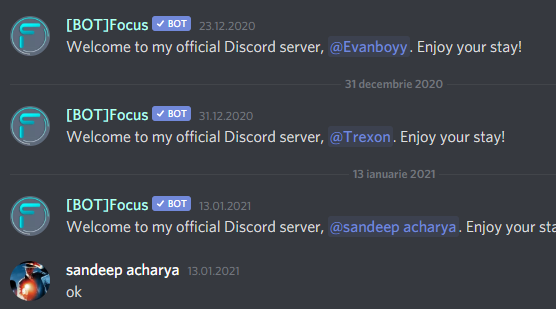 [BOT]Focus BOT 23.12.2020
Welcome to my official Discord server, @Evanboyy. Enjoy your stay!
31 decembrie 2020
[BOT]Focus BOT 31.12.2020
Welcome to my official Discord server, @Trexon. Enjoy your stay!
13 ianuarie 2021
[BOT]Focus BOT 13.01.2021
Welcome to my official Discord server, @sandeep acharya. Enjoy your sta
sandeep acharya 13.01.2021
ok